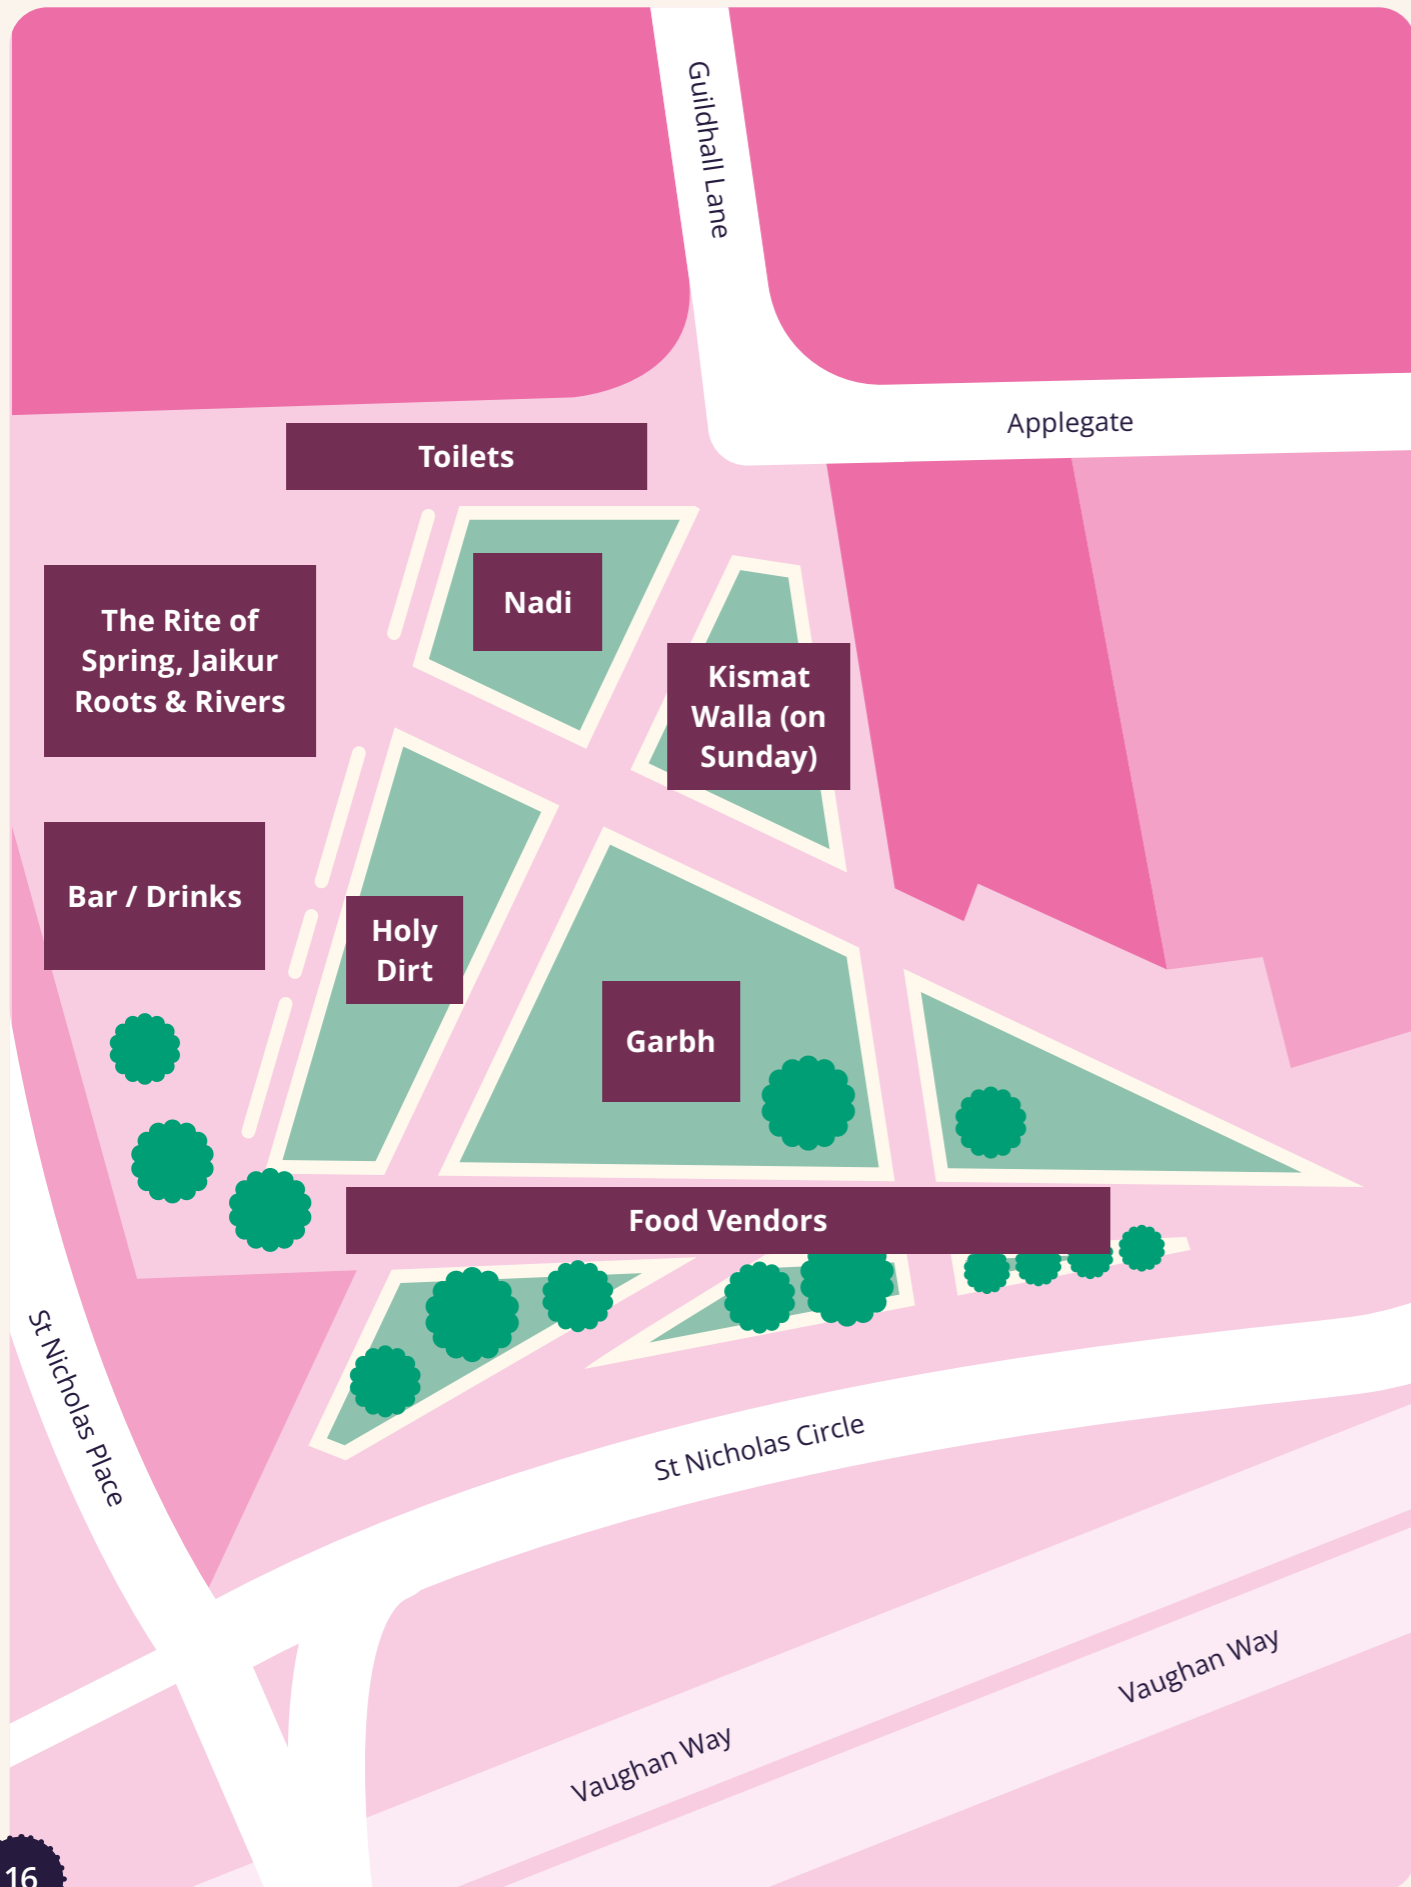 Guildhall Lane
Applegate
Toilets
Nadi
The Rite of
Spring, Jaikur
Roots & Rivers
Kismat
Walla (on
Sunday)
Bar / Drinks
Holy
Dirt
Garbh
Food Vendors
St Nicholas Place
St Nicholas Circle
Vaughan Way
Vaughan Way
16